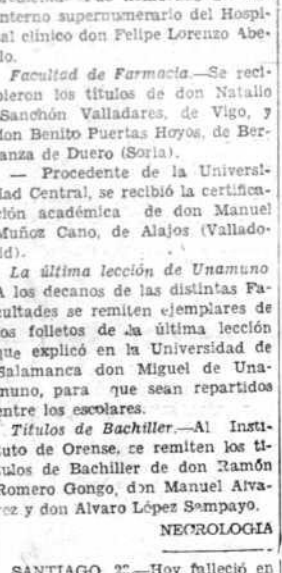 nterno supernumerario del Hospi-
al clínico don Felipe Lorenzo Abe-
lo.
Facultad de Farmacia.—Se reci-
bieron los títulos de don Natalio
Sanchón Valladares, de Vigo, y
don Benito Puertas Hoyos, de Ber-
anza de Duero (Soria).
— Procedente de la Universi-
dad Central, se recibió la certifica-
ción académica de don Manuel
Muñoz Cano, de Alajos (Vallado-
id).
La última lección de Unamuno
A los decanos de las distintas Fa-
cultades se remiten ejemplares de
os folletos de la última lección
que explicó en la Universidad de
Salamanca don Miguel de Una-
muno, para que sean repartidos
entre los escolares.
Títulos de Bachiller.—Al Insti-
tuto de Orense, se remiten los tí-
tulos de Bachiller de don Ramón
Romero Gongo, don Manuel Alva-
rez y don Alvaro López Sampayo.
NECROLOGIA
SANTIAGO, —Hoy falleció en